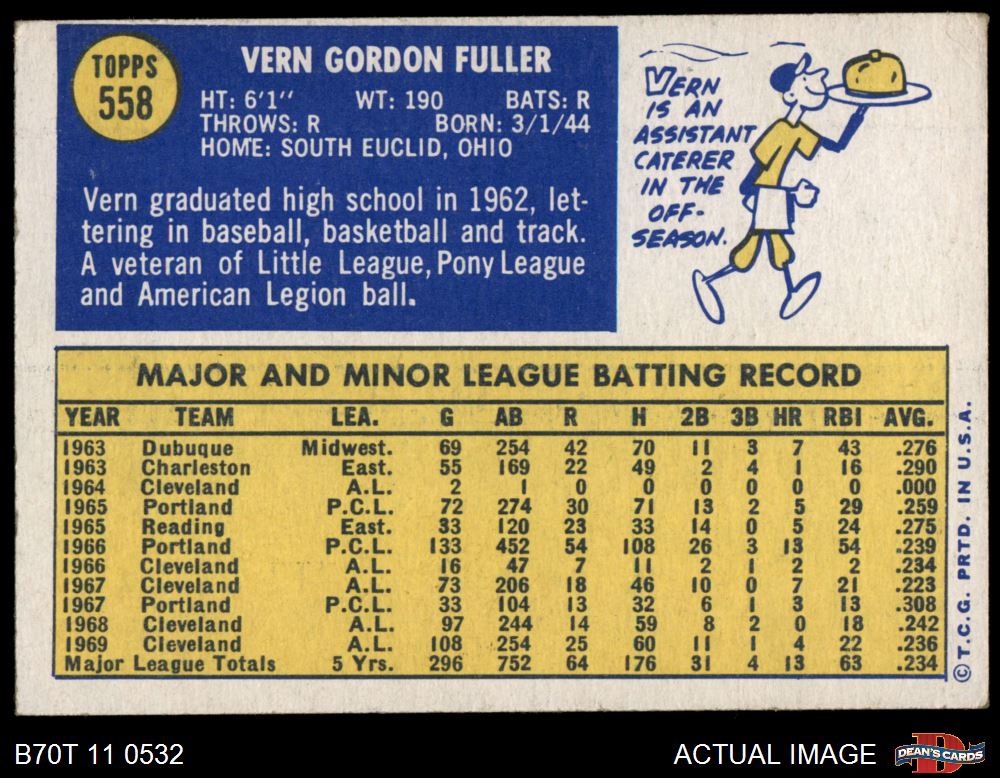 TOPPS
558
VERN GORDON FULLER
HT: 6'1" WT: 190 BATS: R
THROWS: R BORN: 3/1/44
HOME: SOUTH EUCLID, OHIO
Vern graduated high school in 1962, let-
tering in baseball, basketball and track.
A veteran of Little League, Pony League
and American Legion ball.
VERN
IS AN
ASSISTANT
CATERER
IN THE
OFF-
SEASON.
MAJOR AND MINOR LEAGUE BATTING RECORD
YEAR TEAM LEA. G AB R H 2B 3B HR RBI AVG.
1963 Dubuque Midwest. 69 254 42 70 11 3 7 43 .276
1963 Charleston East. 55 169 22 49 2 4 1 16 .290
1964 Cleveland A.L. 2 1 0 0 0 0 0 0 .000
1965 Portland P.C.L. 72 274 30 71 13 2 5 29 .259
1965 Reading East. 33 120 23 33 14 0 5 24 .275
1966 Portland P.C.L. 133 452 54 108 26 3 13 54 .239
1966 Cleveland A.L. 16 47 7 11 2 1 2 2 .234
1967 Cleveland A.L. 73 206 18 46 10 0 7 21 .223
1967 Portland P.C.L. 33 104 13 32 6 1 3 13 .308
1968 Cleveland A.L. 97 244 14 59 8 2 0 18 .242
1969 Cleveland A.L. 108 254 25 60 11 1 4 22 .236
Major League Totals 5 Yrs. 296 752 64 176 31 4 13 63 .234
© T.C.G. PRTD. IN U.S.A.
B70T 11 0532
ACTUAL IMAGE
DEAN'S CARDS